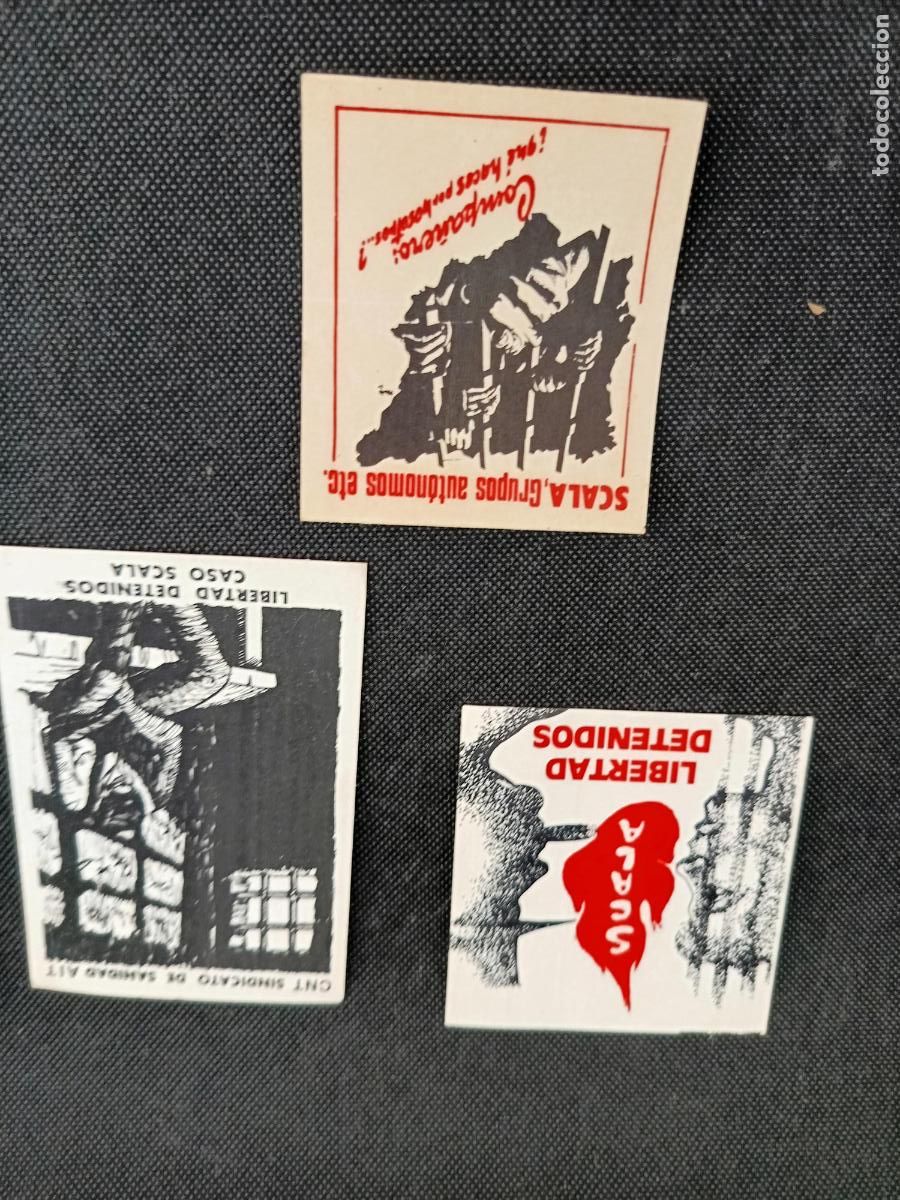 todocoleccion
SCALA, Grupos autónomos etc.
Compañero:
¿qué haces por nosotros...?
CNT SINDICATO DE SANIDAD AIT
LIBERTAD DETENIDOS
CASO SCALA
SCALA
LIBERTAD
DETENIDOS